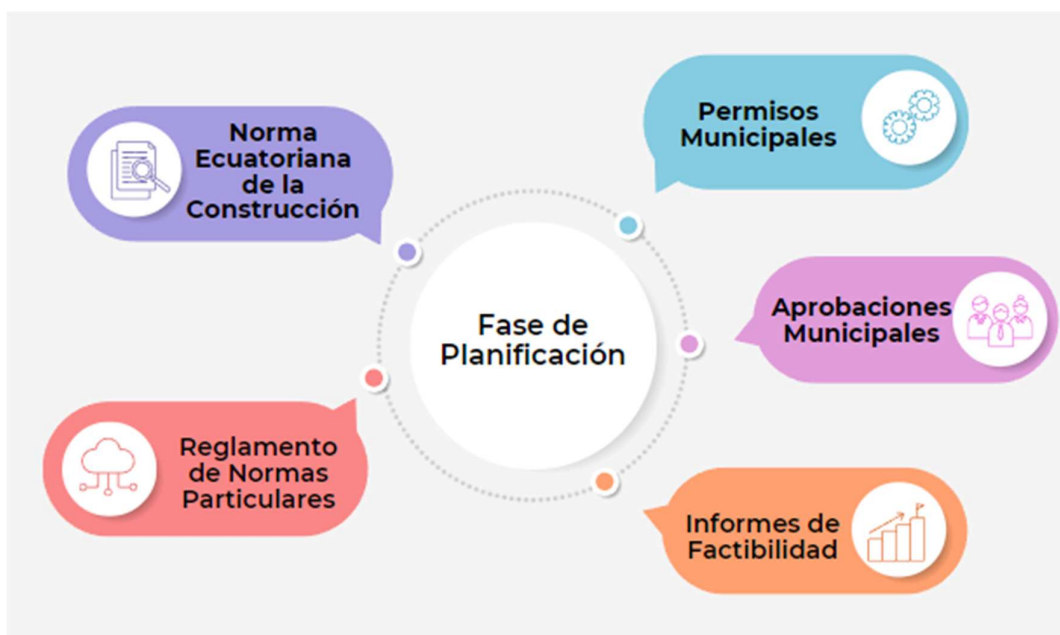 Norma
Ecuatoriana
de la
Construcción
Permisos
Municipales
Fase de
Planificación
Aprobaciones
Municipales
Reglamento
de Normas
Particulares
Informes de
Factibilidad